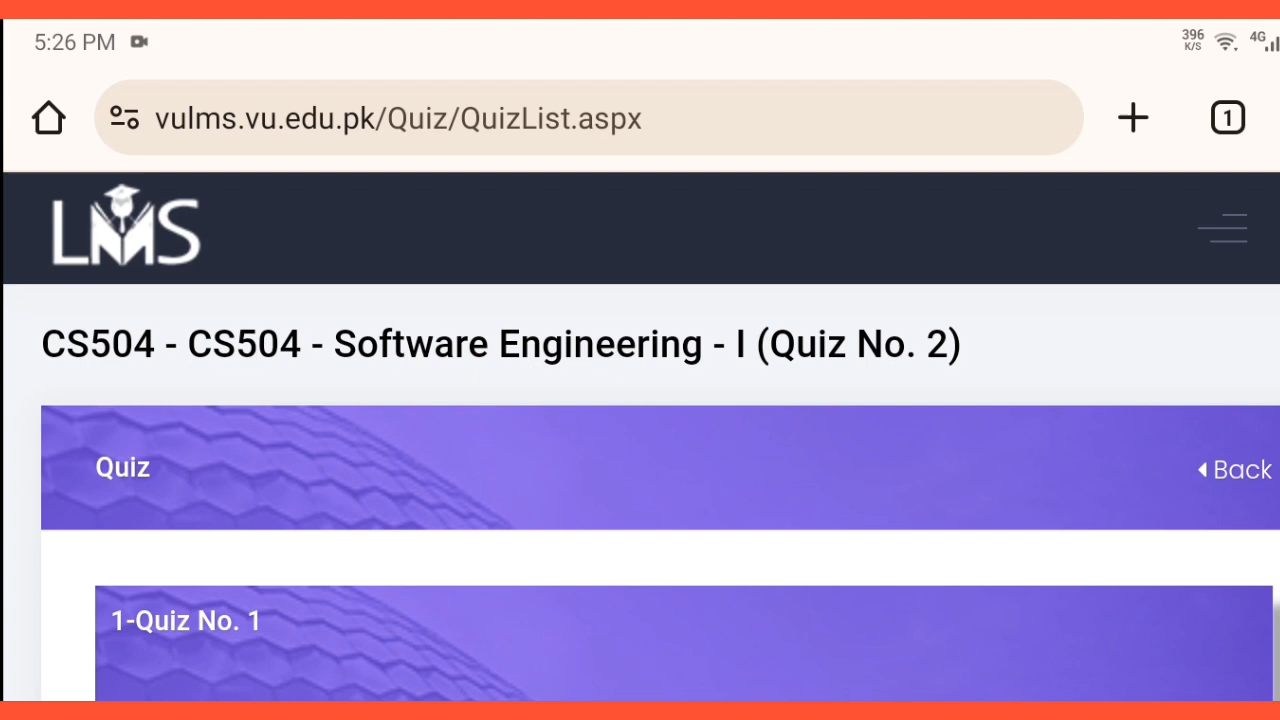 5:26 PM
396
K/S
4G
vulms.vu.edu.pk/Quiz/QuizList.aspx
1
LMS
CS504 - CS504 - Software Engineering - I (Quiz No. 2)
Quiz
Back
1-Quiz No. 1